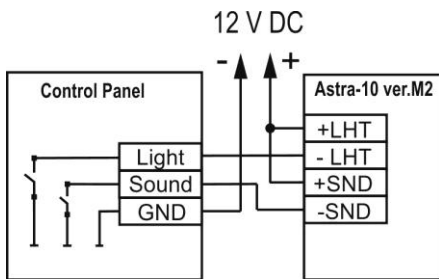 12 V DC
- +
Control Panel
Astra-10 ver.M2
Light
Sound
GND
+LHT
- LHT
+SND
-SND